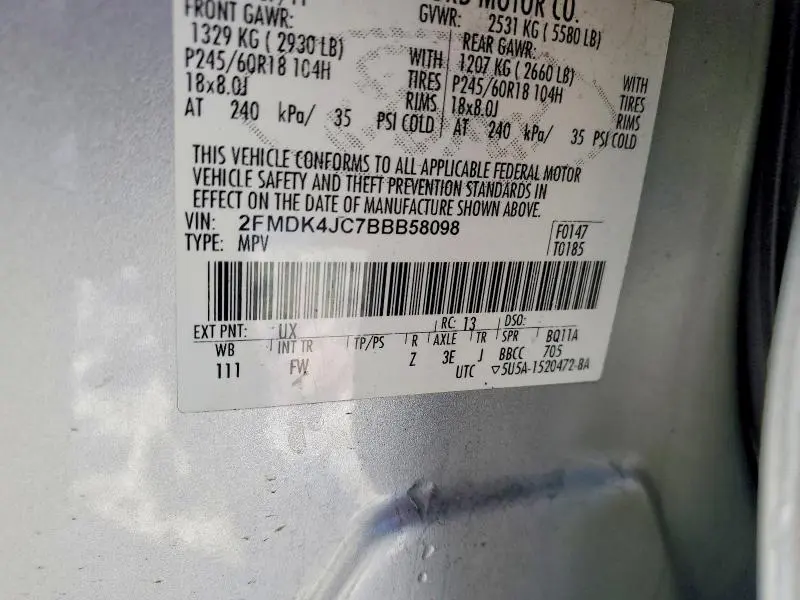 MOTOR CO.
FRONT GAWR:
1329 KG ( 2930 LB)
P245/60R18 104H
18x8.0J
AT 240 kPa/ 35 PSI COLD
WITH
TIRES
RIMS
GVWR: 2531 KG ( 5580 LB)
REAR GAWR:
1207 KG ( 2660 LB)
P245/60R18 104H
18x8.0J
AT 240 kPa/ 35 PSI COLD
WITH
TIRES
RIMS
THIS VEHICLE CONFORMS TO ALL APPLICABLE FEDERAL MOTOR
VEHICLE SAFETY AND THEFT PREVENTION STANDARDS IN
EFFECT ON THE DATE OF MANUFACTURE SHOWN ABOVE.
VIN: 2FMDK4JC7BBB58098
TYPE: MPV
F0147
T0185
EXT PNT: UX RC: 13 DSO:
WB INT TR TP/PS R AXLE TR SPR BQ11A
111 FW Z 3E J BBCC 705
UTC ▽5U5A-1520472-BA